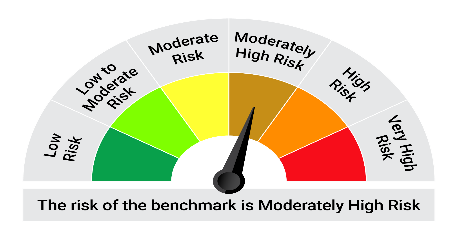 Low
Risk
Low to
Moderate
Risk
Moderate
Risk
Moderately
High Risk
High
Risk
Very High
Risk
The risk of the benchmark is Moderately High Risk